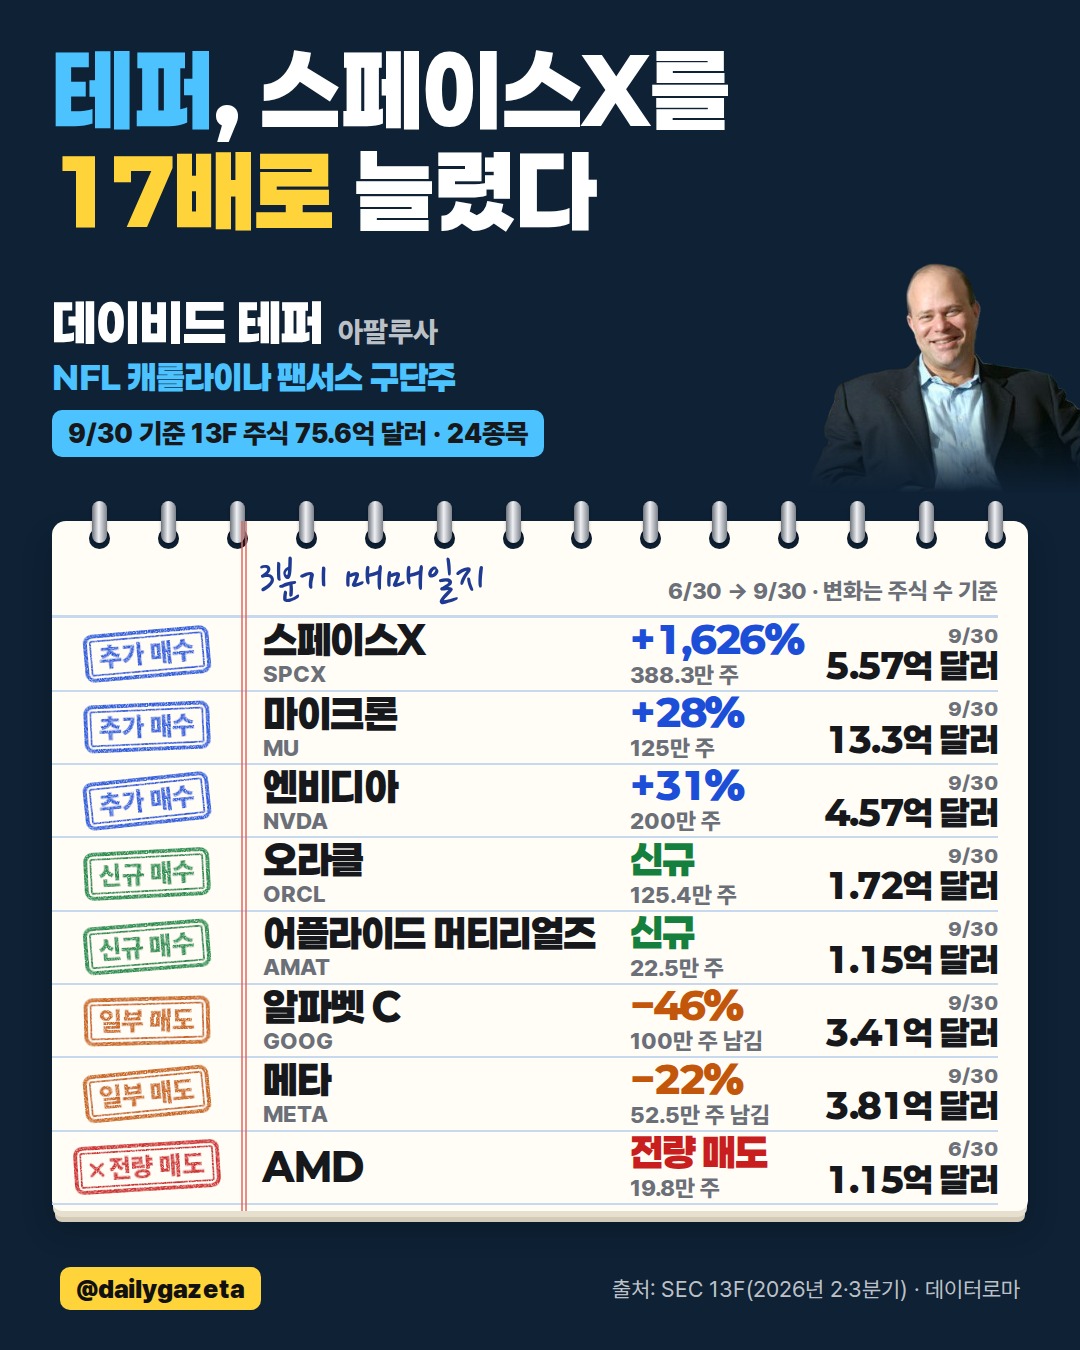 테퍼, 스페이스X를
17배로 늘렸다
데이비드 테퍼 아팔루사
NFL 캐롤라이나 팬서스 구단주
9/30 기준 13F 주식 75.6억 달러 · 24종목
3분기 매매일지
6/30 → 9/30 · 변화는 주식 수 기준
추가 매수 스페이스X +1,626% 9/30
SPCX 388.3만 주 5.57억 달러
추가 매수 마이크론 +28% 9/30
MU 125만 주 13.3억 달러
추가 매수 엔비디아 +31% 9/30
NVDA 200만 주 4.57억 달러
신규 매수 오라클 신규 9/30
ORCL 125.4만 주 1.72억 달러
신규 매수 어플라이드 머티리얼즈 신규 9/30
AMAT 22.5만 주 1.15억 달러
일부 매도 알파벳 C −46% 9/30
GOOG 100만 주 남김 3.41억 달러
일부 매도 메타 −22% 9/30
META 52.5만 주 남김 3.81억 달러
×전량 매도 AMD 전량 매도 6/30
19.8만 주 1.15억 달러
@dailygazeta
출처: SEC 13F(2026년 2·3분기) · 데이터로마